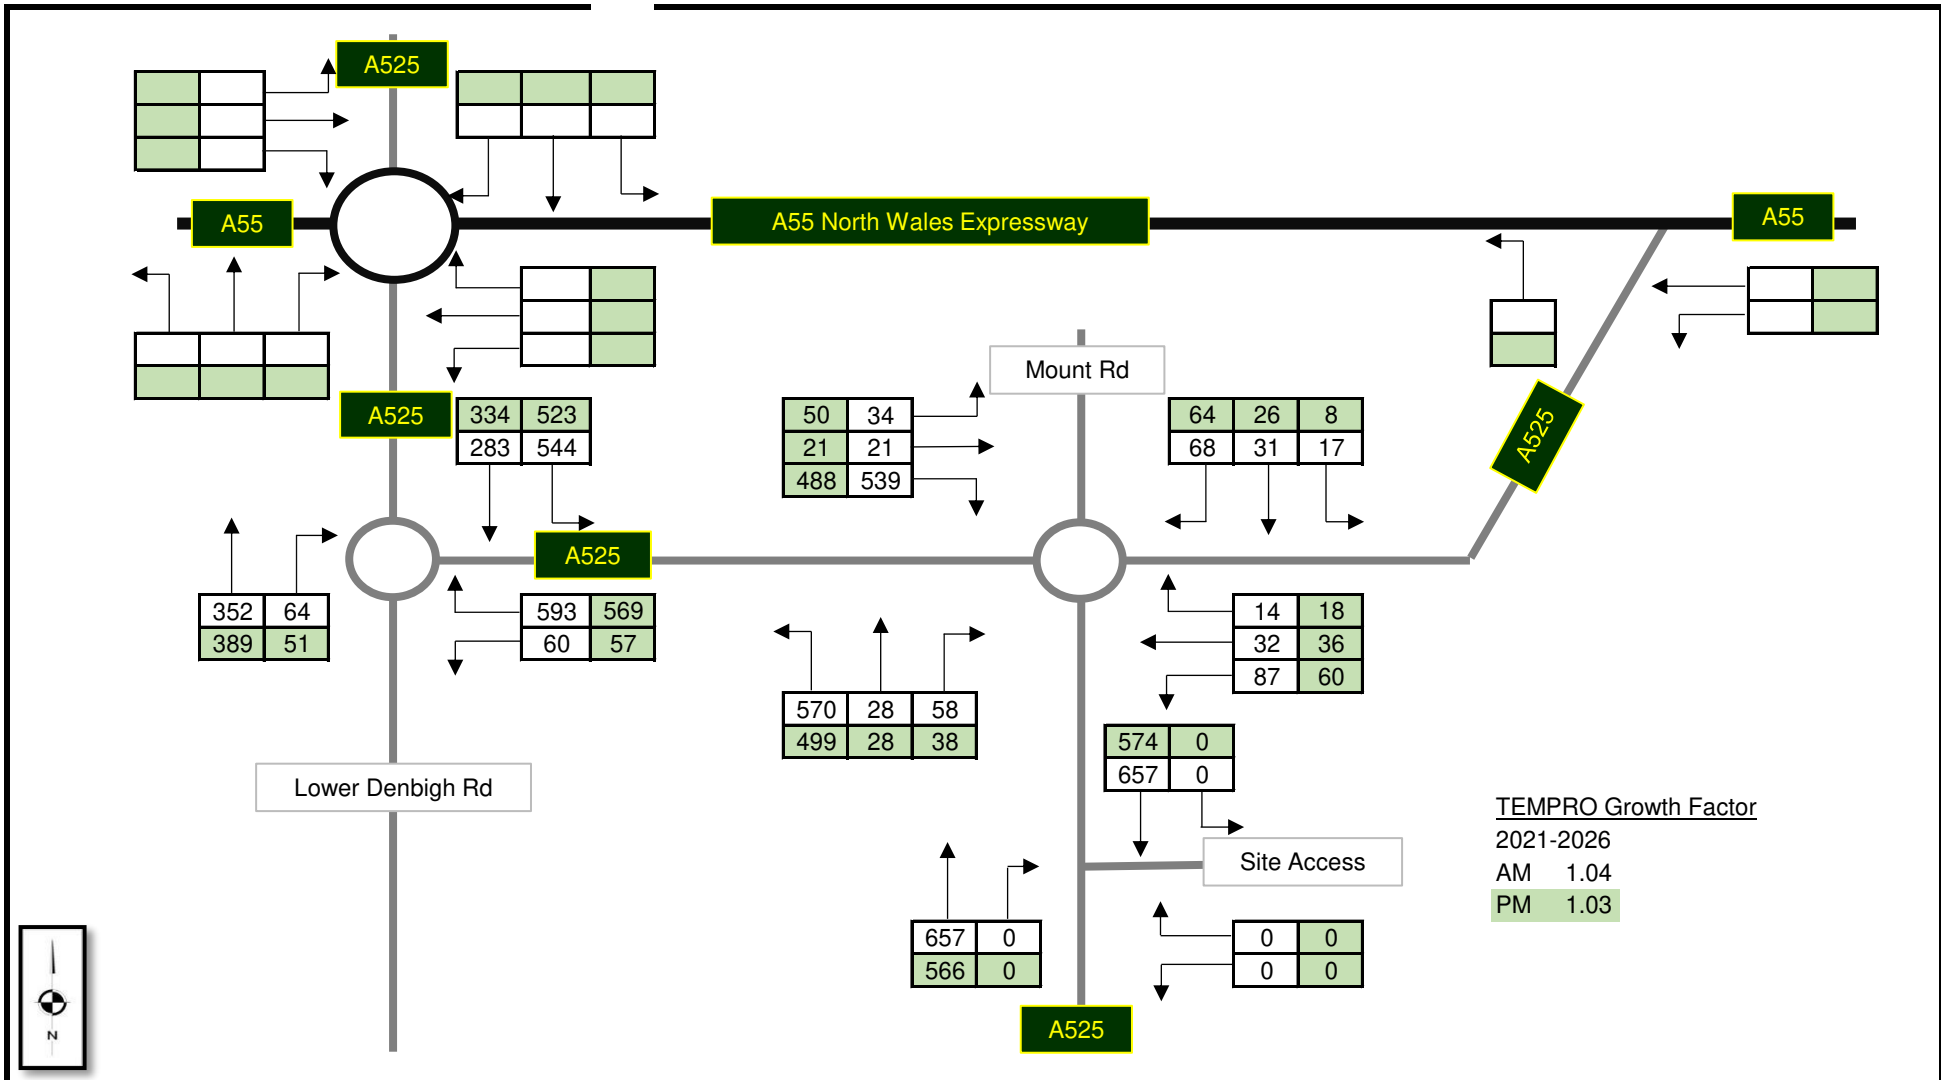 A525
A55
A55 North Wales Expressway
A55
A525
334 523
283 544
Mount Rd
50 34
21 21
488 539
64 26 8
68 31 17
A525
A525
352 64
389 51
593 569
60 57
14 18
32 36
87 60
570 28 58
499 28 38
574 0
657 0
Lower Denbigh Rd
TEMPRO Growth Factor
2021-2026
AM 1.04
PM 1.03
Site Access
657 0
566 0
0 0
0 0
A525
N